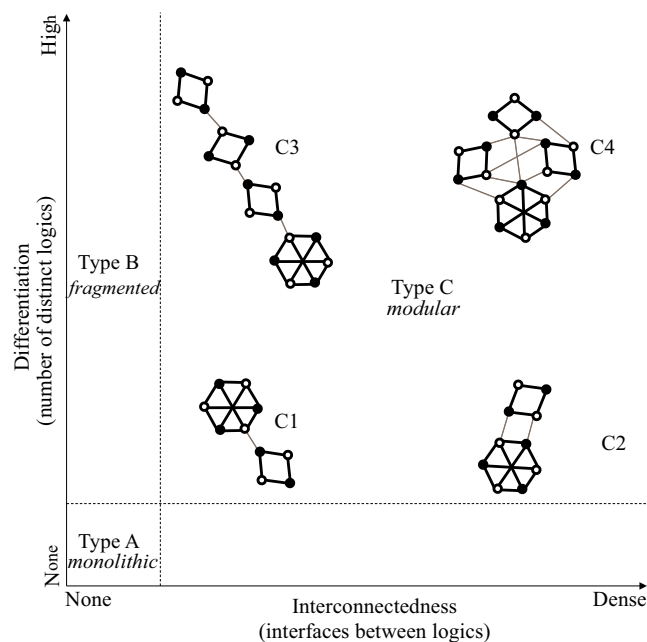 High
C3
C4
Differentiation
(number of distinct logics)
Type B
fragmented
Type C
modular
C1
C2
Type A
monolithic
None
None
Dense
Interconnectedness
(interfaces between logics)